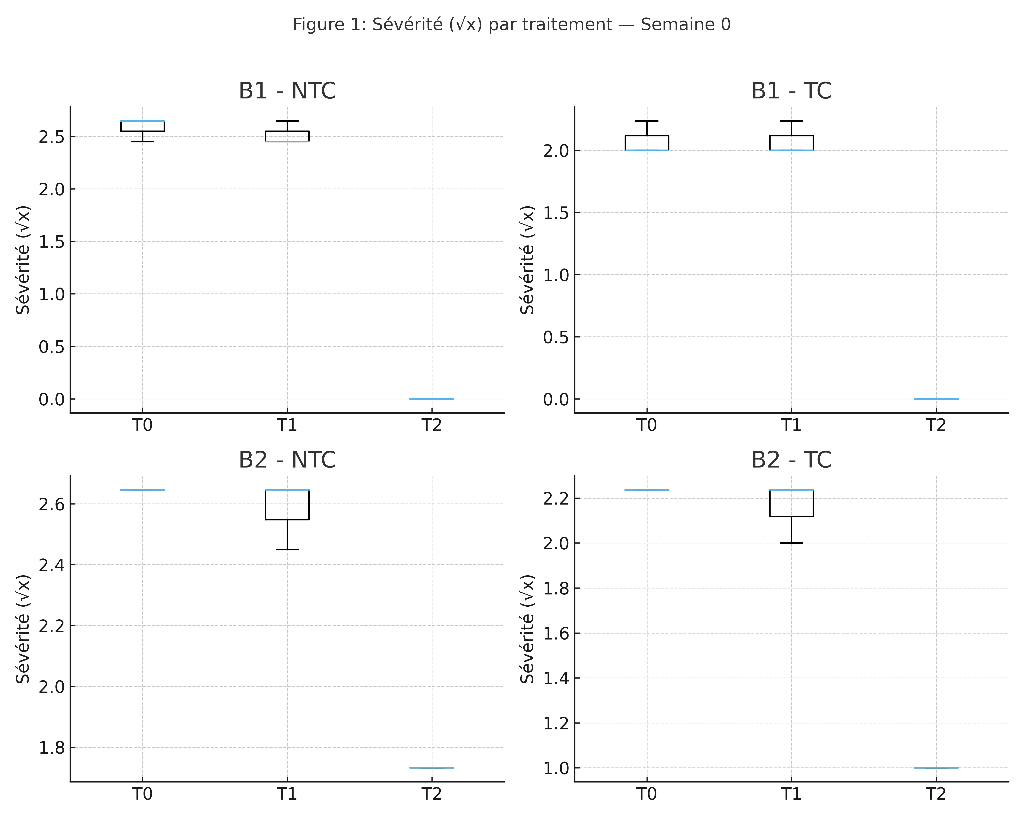 Figure 1: Sévérité (√x) par traitement — Semaine 0
B1 - NTC
Sévérité (√x)
2.5
2.0
1.5
1.0
0.5
0.0
T0 T1 T2
B1 - TC
Sévérité (√x)
2.0
1.5
1.0
0.5
0.0
T0 T1 T2
B2 - NTC
Sévérité (√x)
2.6
2.4
2.2
2.0
1.8
T0 T1 T2
B2 - TC
Sévérité (√x)
2.2
2.0
1.8
1.6
1.4
1.2
1.0
T0 T1 T2